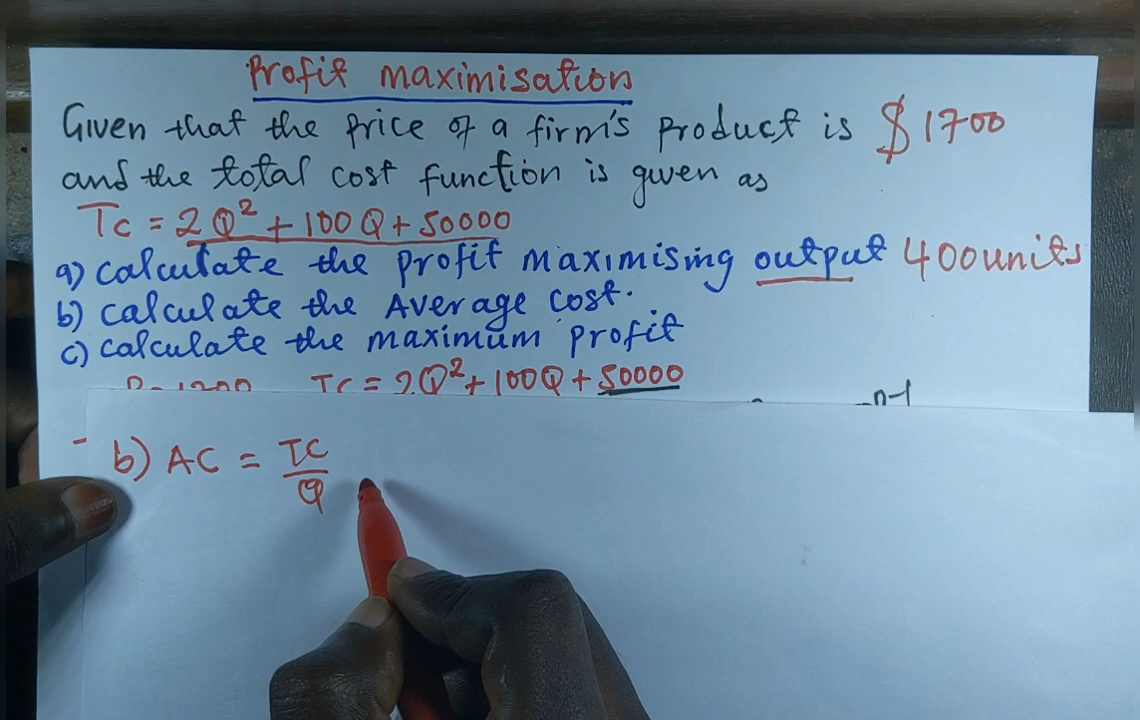 Profit maximisation
Given that the price of a firm's product is $1700
and the total cost function is given as
Tc = 2Q² + 100Q + 50000
a) calculate the profit maximising output 400units
b) calculate the Average cost.
c) calculate the maximum profit
TC = 2Q² + 100Q + 50000
n-1
b) AC = TC
Q